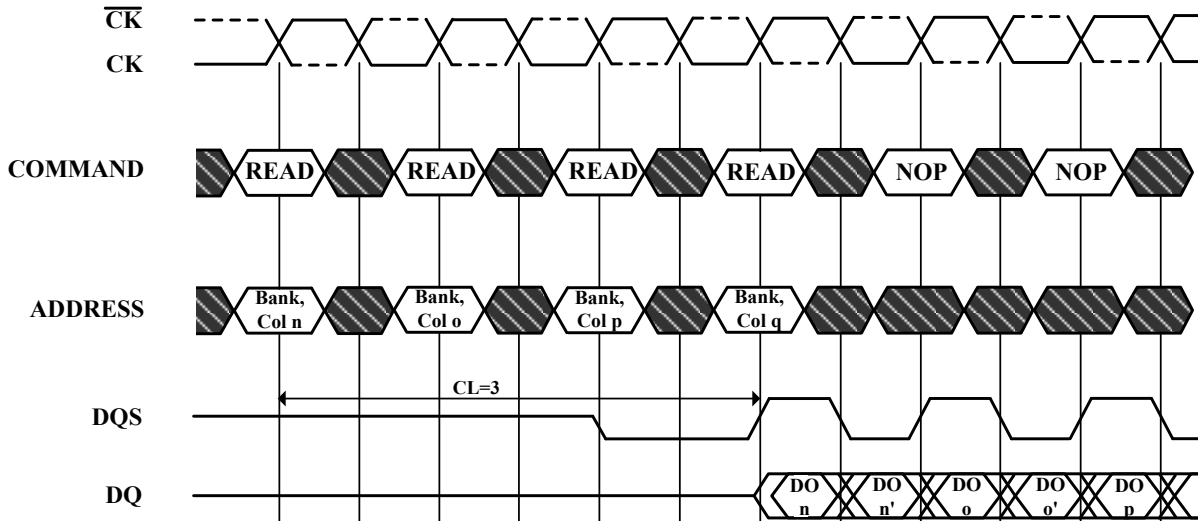 CK
CK
COMMAND
READ
READ
READ
READ
NOP
NOP
ADDRESS
Bank,
Col n
Bank,
Col o
Bank,
Col p
Bank,
Col q
CL=3
DQS
DQ
DO
n
DO
n'
DO
o
DO
o'
DO
p